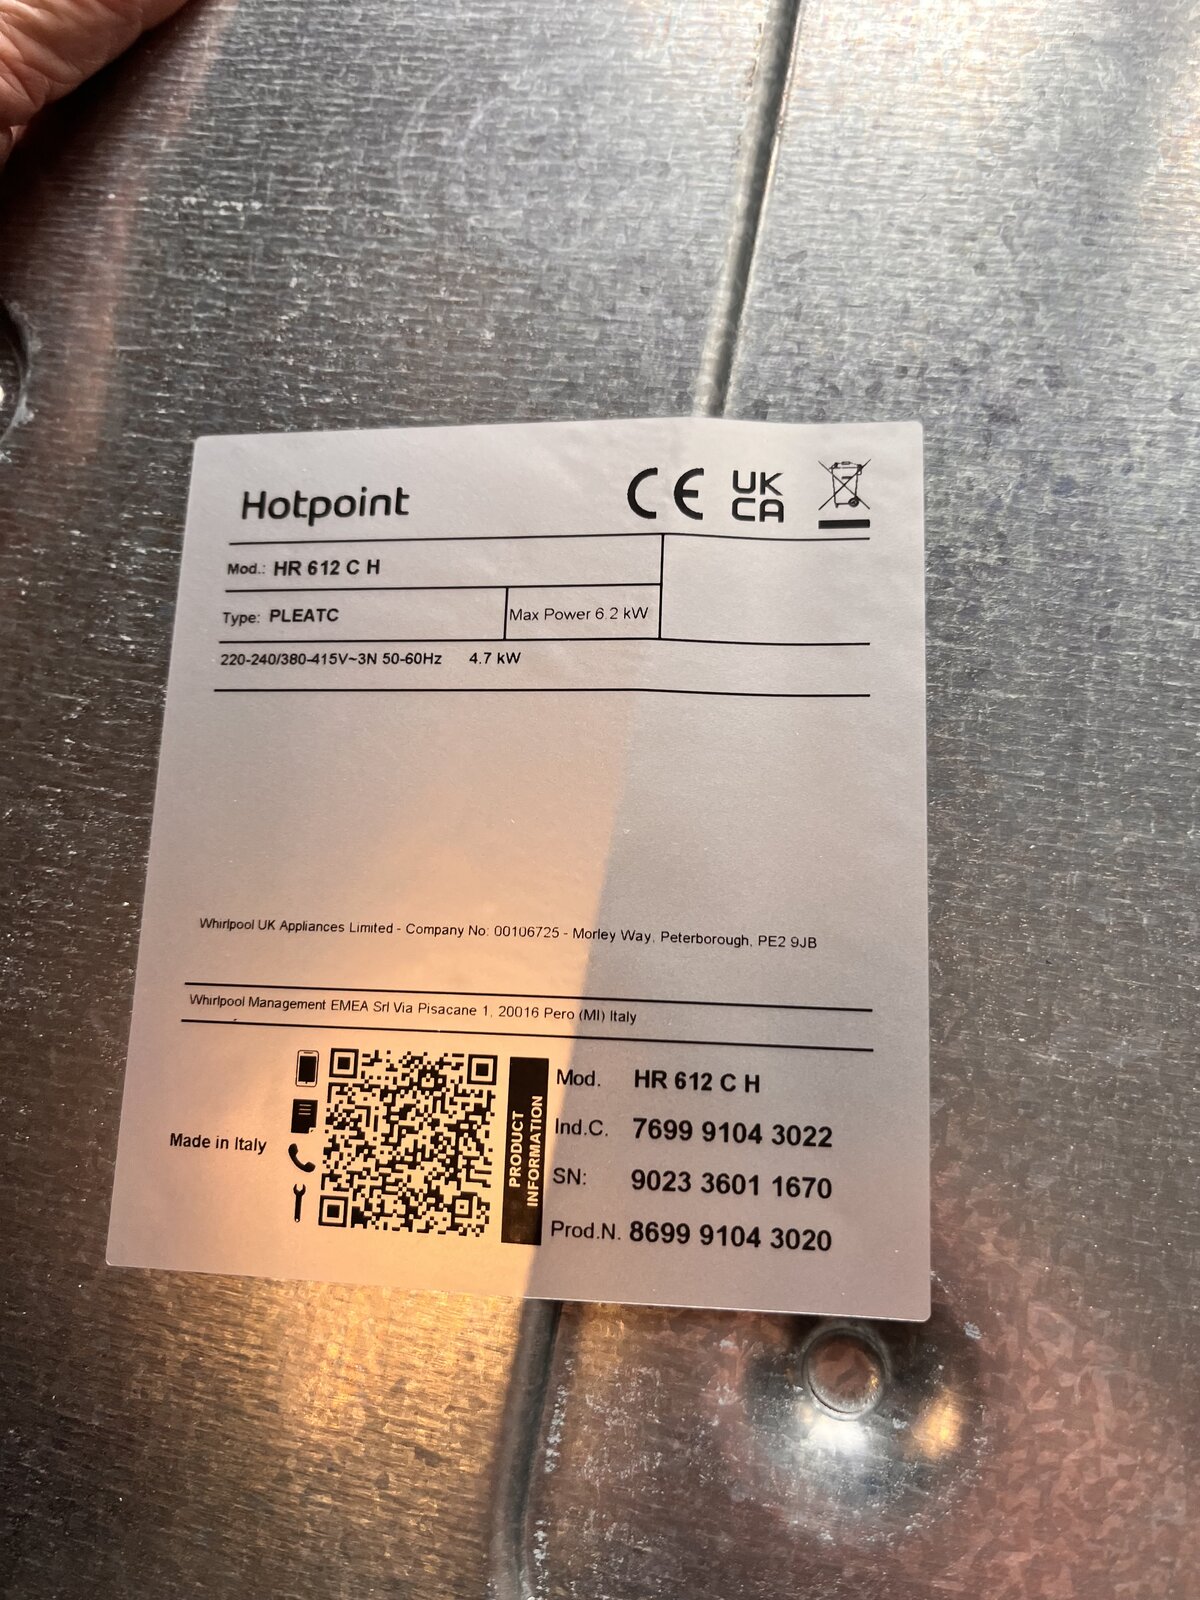 Hotpoint
CE UK CA
Mod.: HR 612 C H
Type: PLEATC Max Power 6.2 kW
220-240/380-415V~3N 50-60Hz 4.7 kW
Whirlpool UK Appliances Limited - Company No: 00106725 - Morley Way, Peterborough, PE2 9JB
Whirlpool Management EMEA Srl Via Pisacane 1, 20016 Pero (MI) Italy
Made in Italy
PRODUCT
INFORMATION
Mod. HR 612 C H
Ind.C. 7699 9104 3022
SN: 9023 3601 1670
Prod.N. 8699 9104 3020